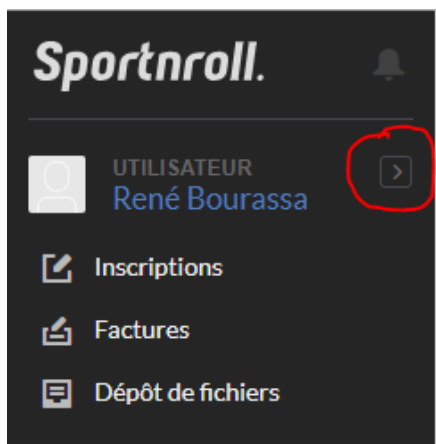 Sportnroll.
UTILISATEUR
René Bourassa
Inscriptions
Factures
Dépôt de fichiers